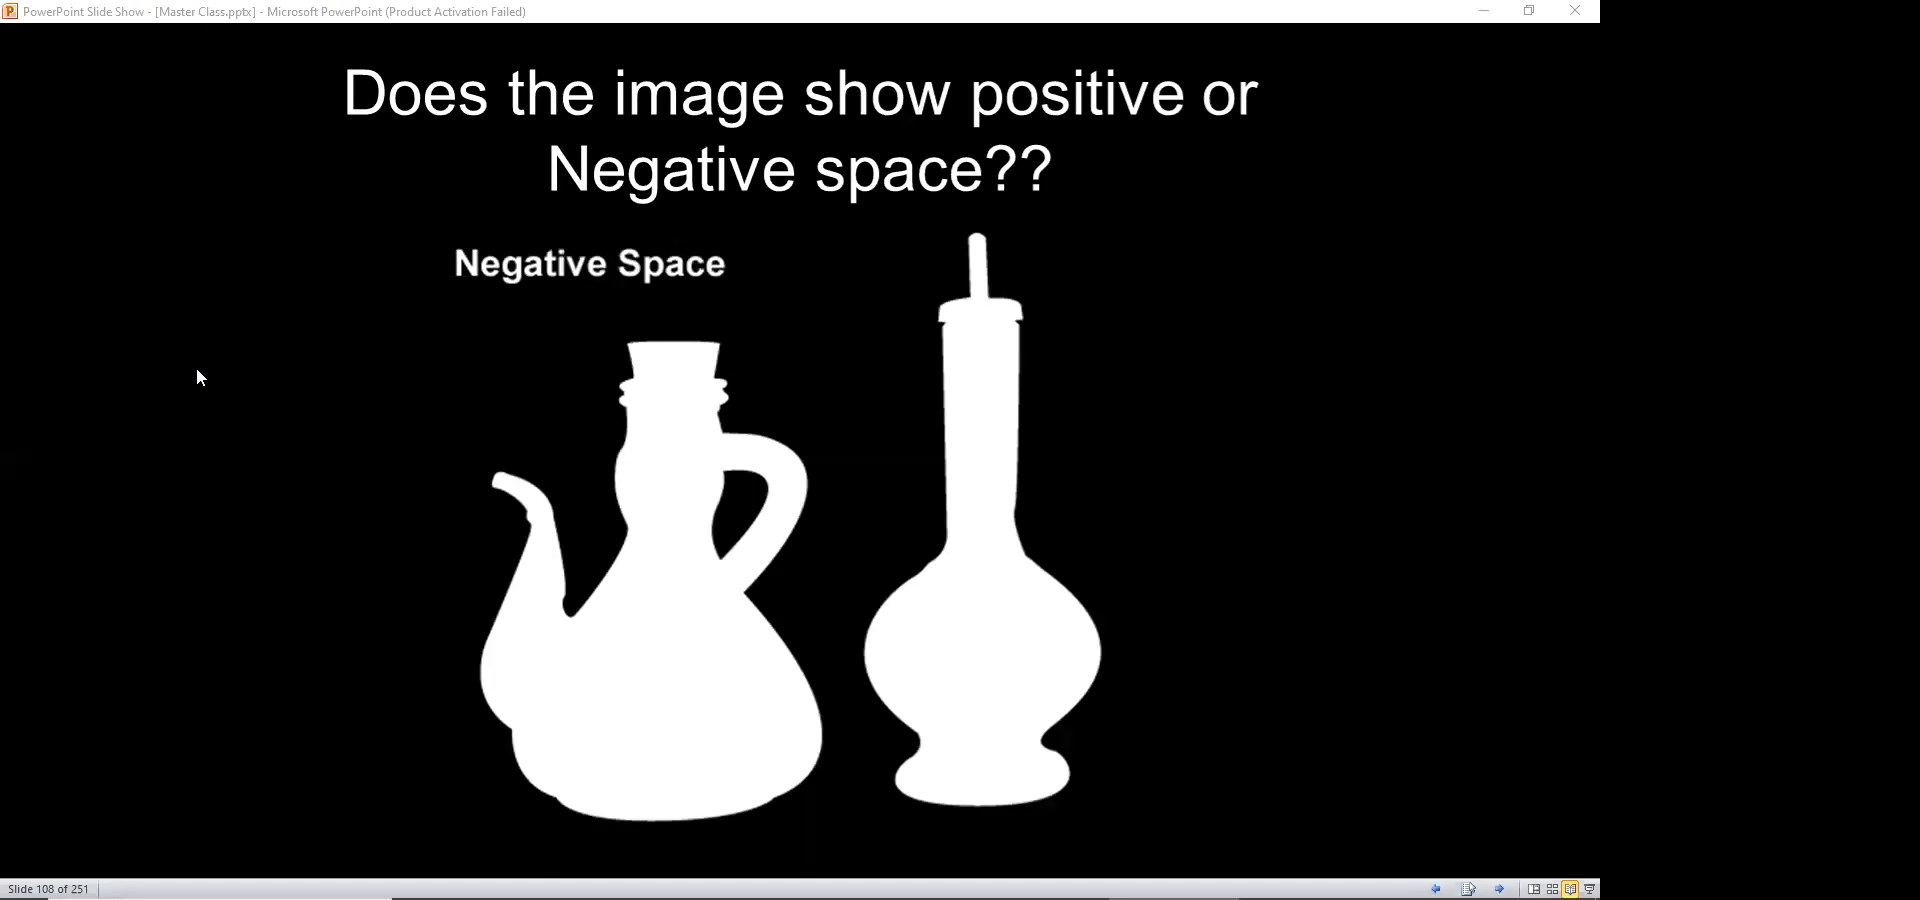 PowerPoint Slide Show - [Master Class.pptx] - Microsoft PowerPoint (Product Activation Failed)
Does the image show positive or
Negative space??
Negative Space
Slide 108 of 251